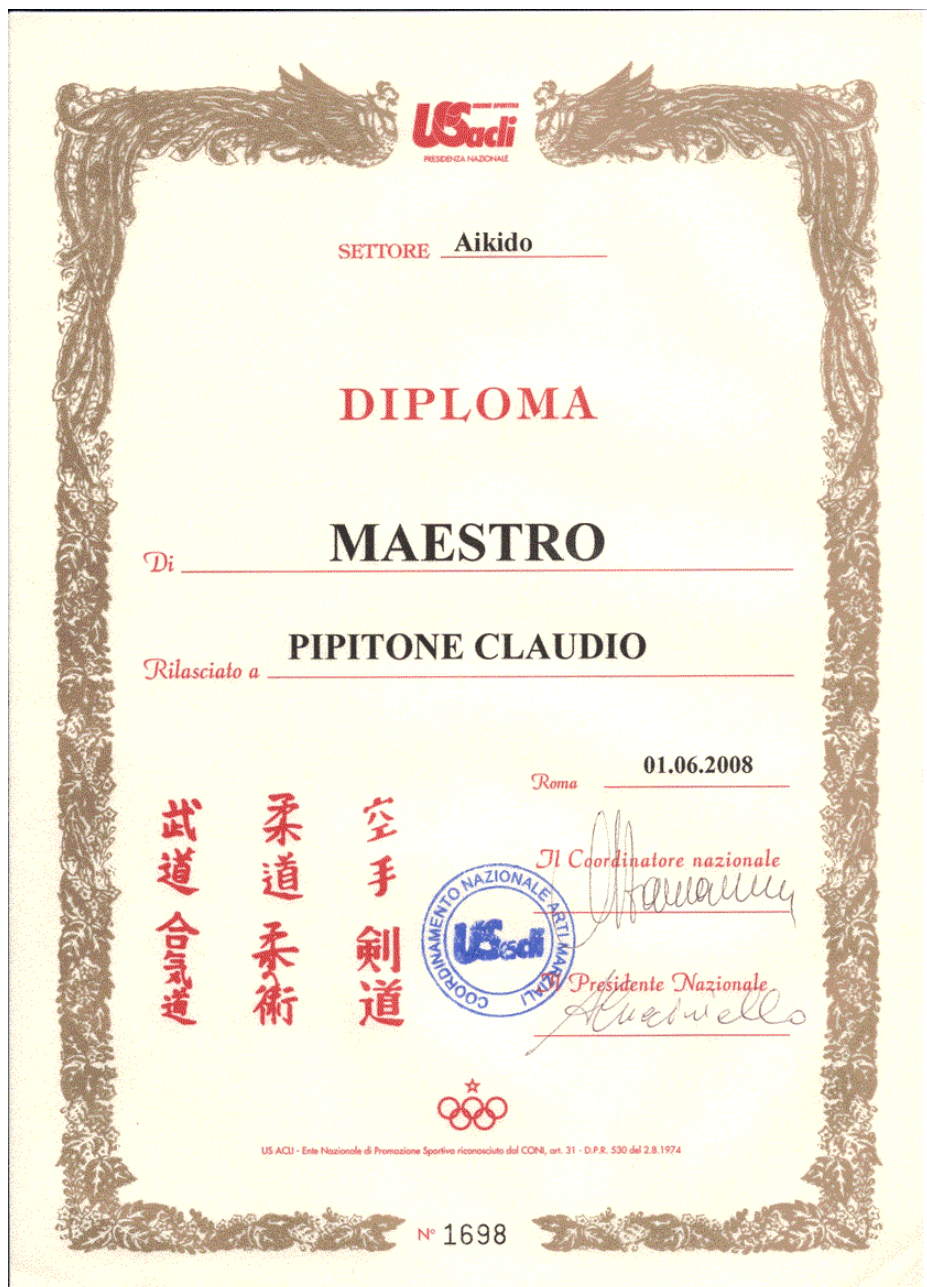 UNIONE SPORTIVA
US acli
PRESIDENZA NAZIONALE
SETTORE Aikido
DIPLOMA
Di MAESTRO
Rilasciato a PIPITONE CLAUDIO
Roma 01.06.2008
武道 合気道
柔道 柔術
空手 剣道
Il Coordinatore nazionale
COORDINAMENTO NAZIONALE ARTI MARZIALI
US acli
Il Presidente Nazionale
US ACLI - Ente Nazionale di Promozione Sportiva riconosciuto dal CONI, art. 31 - D.P.R. 530 del 2.8.1974
N° 1698